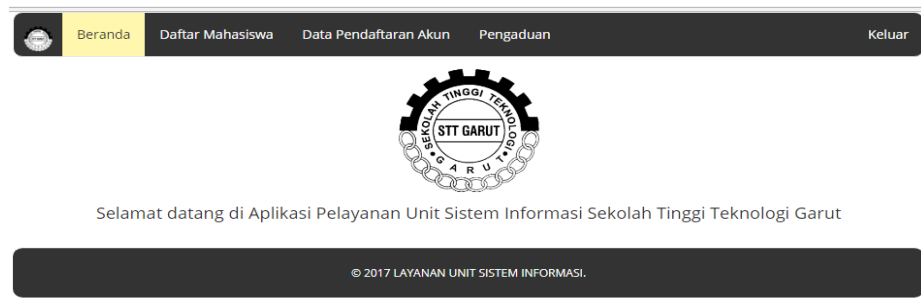 Beranda Daftar Mahasiswa Data Pendaftaran Akun Pengaduan Keluar
SEKOLAH TINGGI TEKNOLOGI
STT GARUT
GARUT
Selamat datang di Aplikasi Pelayanan Unit Sistem Informasi Sekolah Tinggi Teknologi Garut
© 2017 LAYANAN UNIT SISTEM INFORMASI.